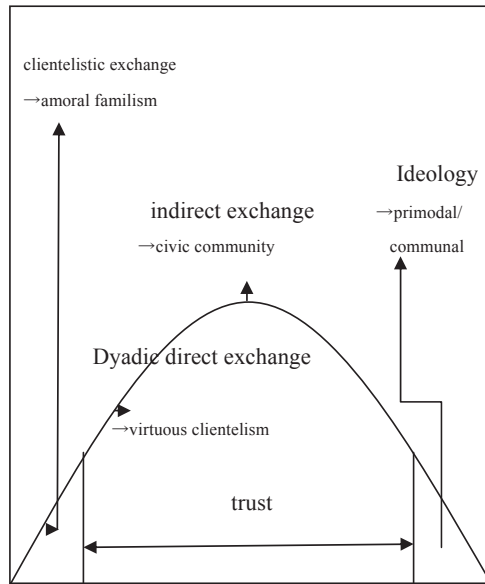 clientelistic exchange
→amoral familism
Ideology
→primodal/
communal
indirect exchange
→civic community
Dyadic direct exchange
→virtuous clientelism
trust